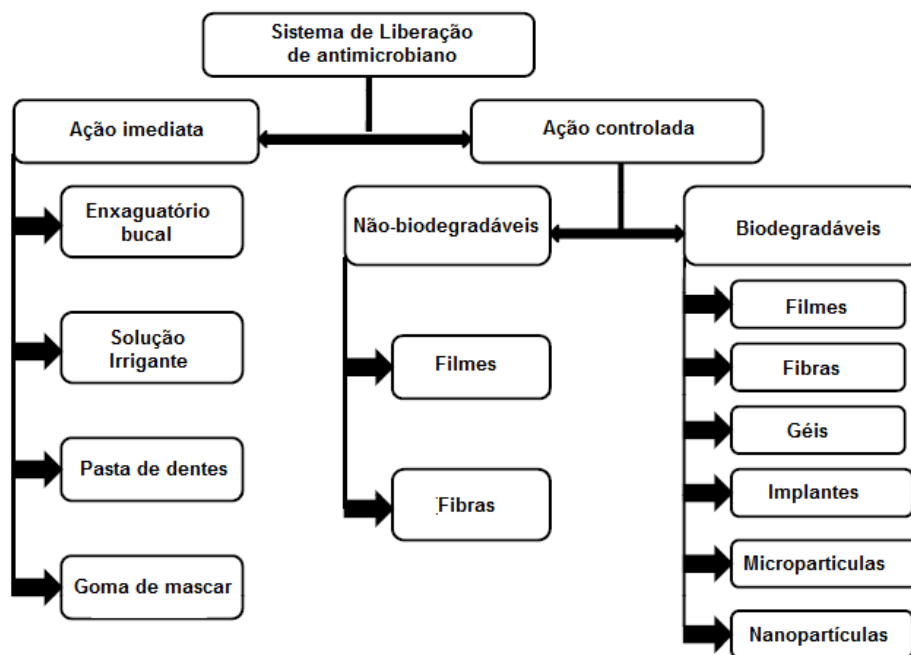 Sistema de Liberação
de antimicrobiano
Ação imediata
Ação controlada
Enxaguatório
bucal
Solução
Irrigante
Pasta de dentes
Goma de mascar
Não-biodegradáveis
Filmes
Fibras
Biodegradáveis
Filmes
Fibras
Géis
Implantes
Microparticulas
Nanopartículas